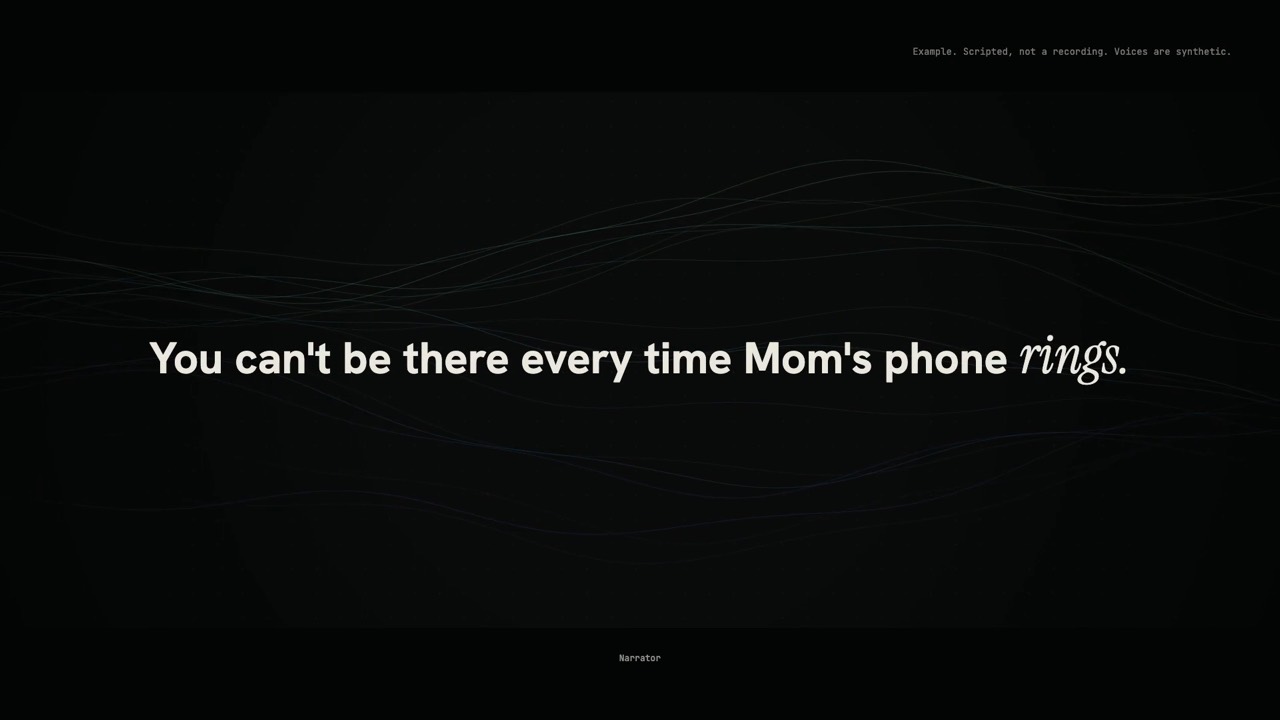 Example. Scripted, not a recording. Voices are synthetic.
You can't be there every time Mom's phone rings.
Narrator